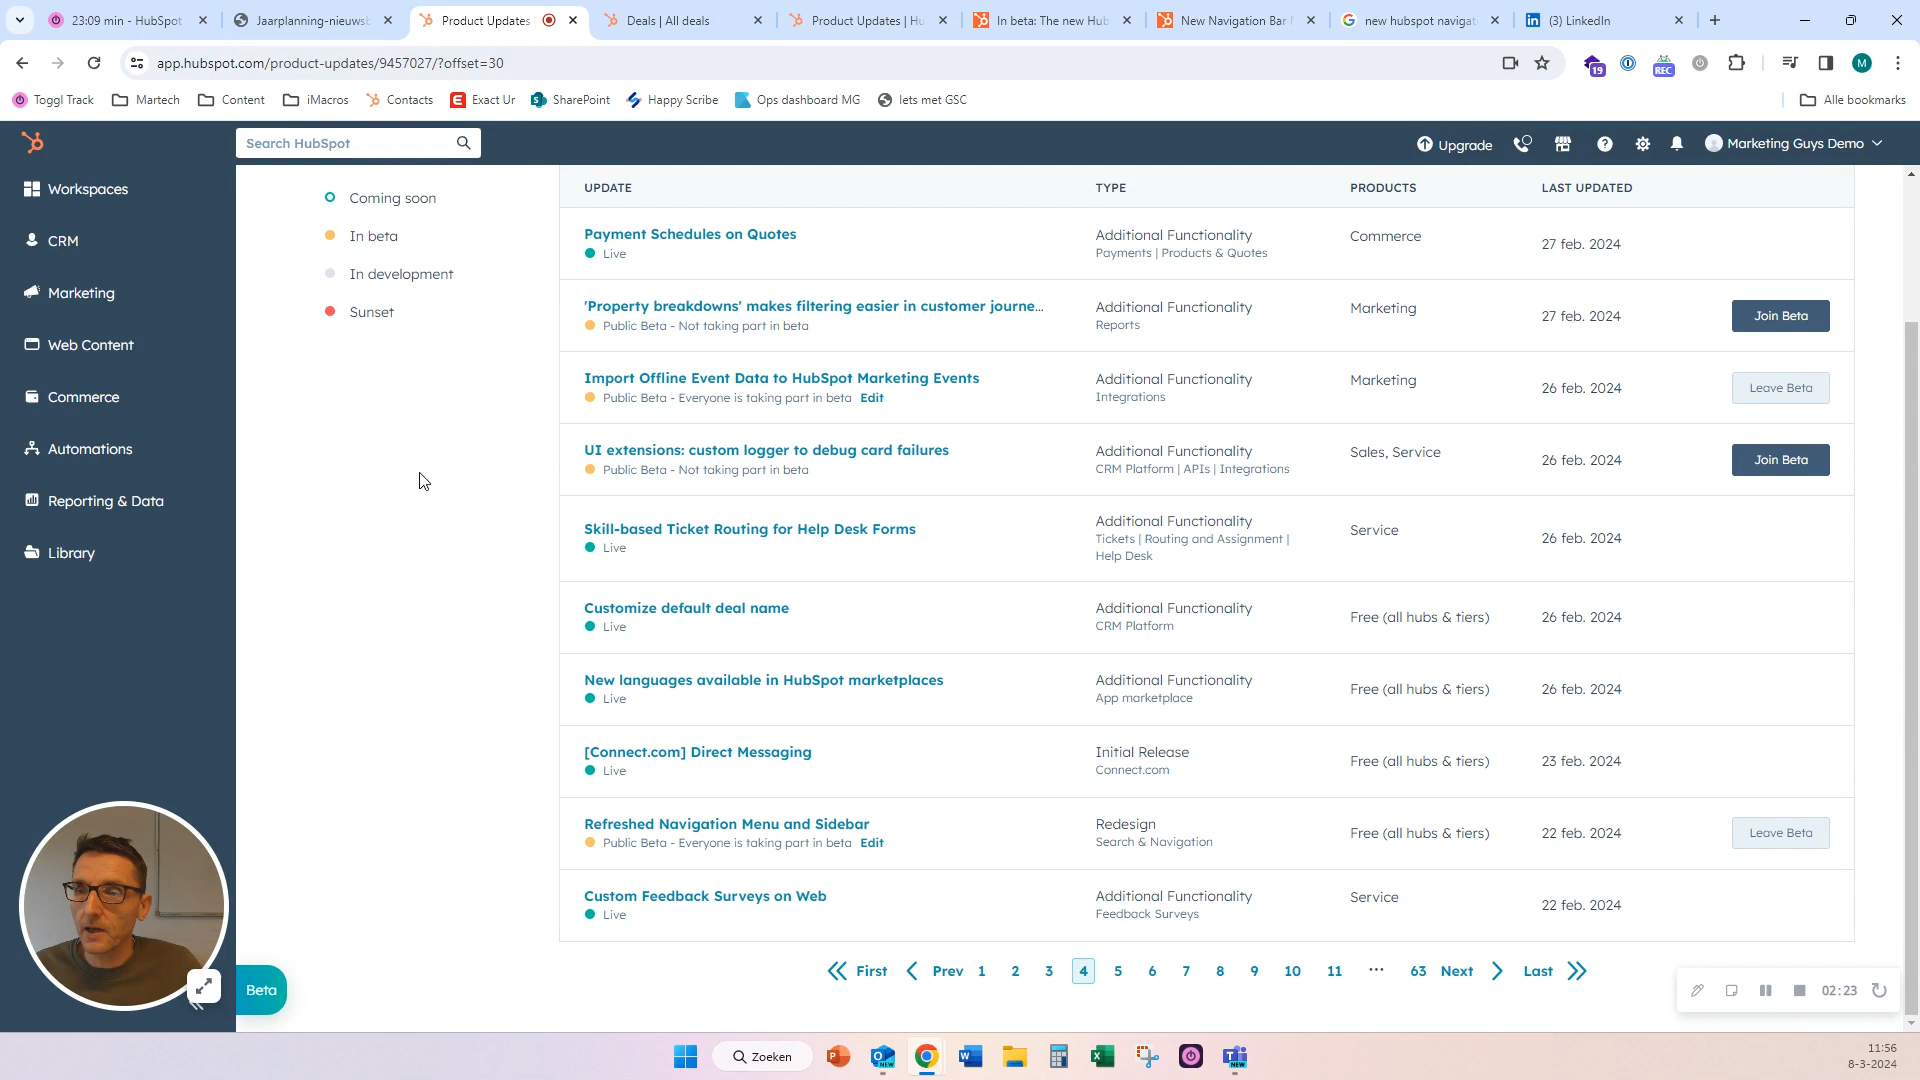 23:09 min - HubSpot
Jaarplanning-nieuwsb
Product Updates
Deals | All deals
Product Updates | Hu
In beta: The new Hub
New Navigation Bar
new hubspot navigat
(3) LinkedIn
app.hubspot.com/product-updates/9457027/?offset=30
19
REC
M
Toggl Track
Martech
Content
iMacros
Contacts
Exact Ur
SharePoint
Happy Scribe
Ops dashboard MG
lets met GSC
Alle bookmarks
Search HubSpot
Upgrade
Marketing Guys Demo
Workspaces
CRM
Marketing
Web Content
Commerce
Automations
Reporting & Data
Library
Coming soon
In beta
In development
Sunset
UPDATE TYPE PRODUCTS LAST UPDATED
Payment Schedules on Quotes
Live
Additional Functionality
Payments | Products & Quotes
Commerce
27 feb. 2024
'Property breakdowns' makes filtering easier in customer journe...
Public Beta - Not taking part in beta
Additional Functionality
Reports
Marketing
27 feb. 2024
Join Beta
Import Offline Event Data to HubSpot Marketing Events
Public Beta - Everyone is taking part in beta Edit
Additional Functionality
Integrations
Marketing
26 feb. 2024
Leave Beta
UI extensions: custom logger to debug card failures
Public Beta - Not taking part in beta
Additional Functionality
CRM Platform | APIs | Integrations
Sales, Service
26 feb. 2024
Join Beta
Skill-based Ticket Routing for Help Desk Forms
Live
Additional Functionality
Tickets | Routing and Assignment |
Help Desk
Service
26 feb. 2024
Customize default deal name
Live
Additional Functionality
CRM Platform
Free (all hubs & tiers)
26 feb. 2024
New languages available in HubSpot marketplaces
Live
Additional Functionality
App marketplace
Free (all hubs & tiers)
26 feb. 2024
[Connect.com] Direct Messaging
Live
Initial Release
Connect.com
Free (all hubs & tiers)
23 feb. 2024
Refreshed Navigation Menu and Sidebar
Public Beta - Everyone is taking part in beta Edit
Redesign
Search & Navigation
Free (all hubs & tiers)
22 feb. 2024
Leave Beta
Custom Feedback Surveys on Web
Live
Additional Functionality
Feedback Surveys
Service
22 feb. 2024
First Prev 1 2 3 4 5 6 7 8 9 10 11 ... 63 Next Last
Beta
02:23
Zoeken
11:56
8-3-2024